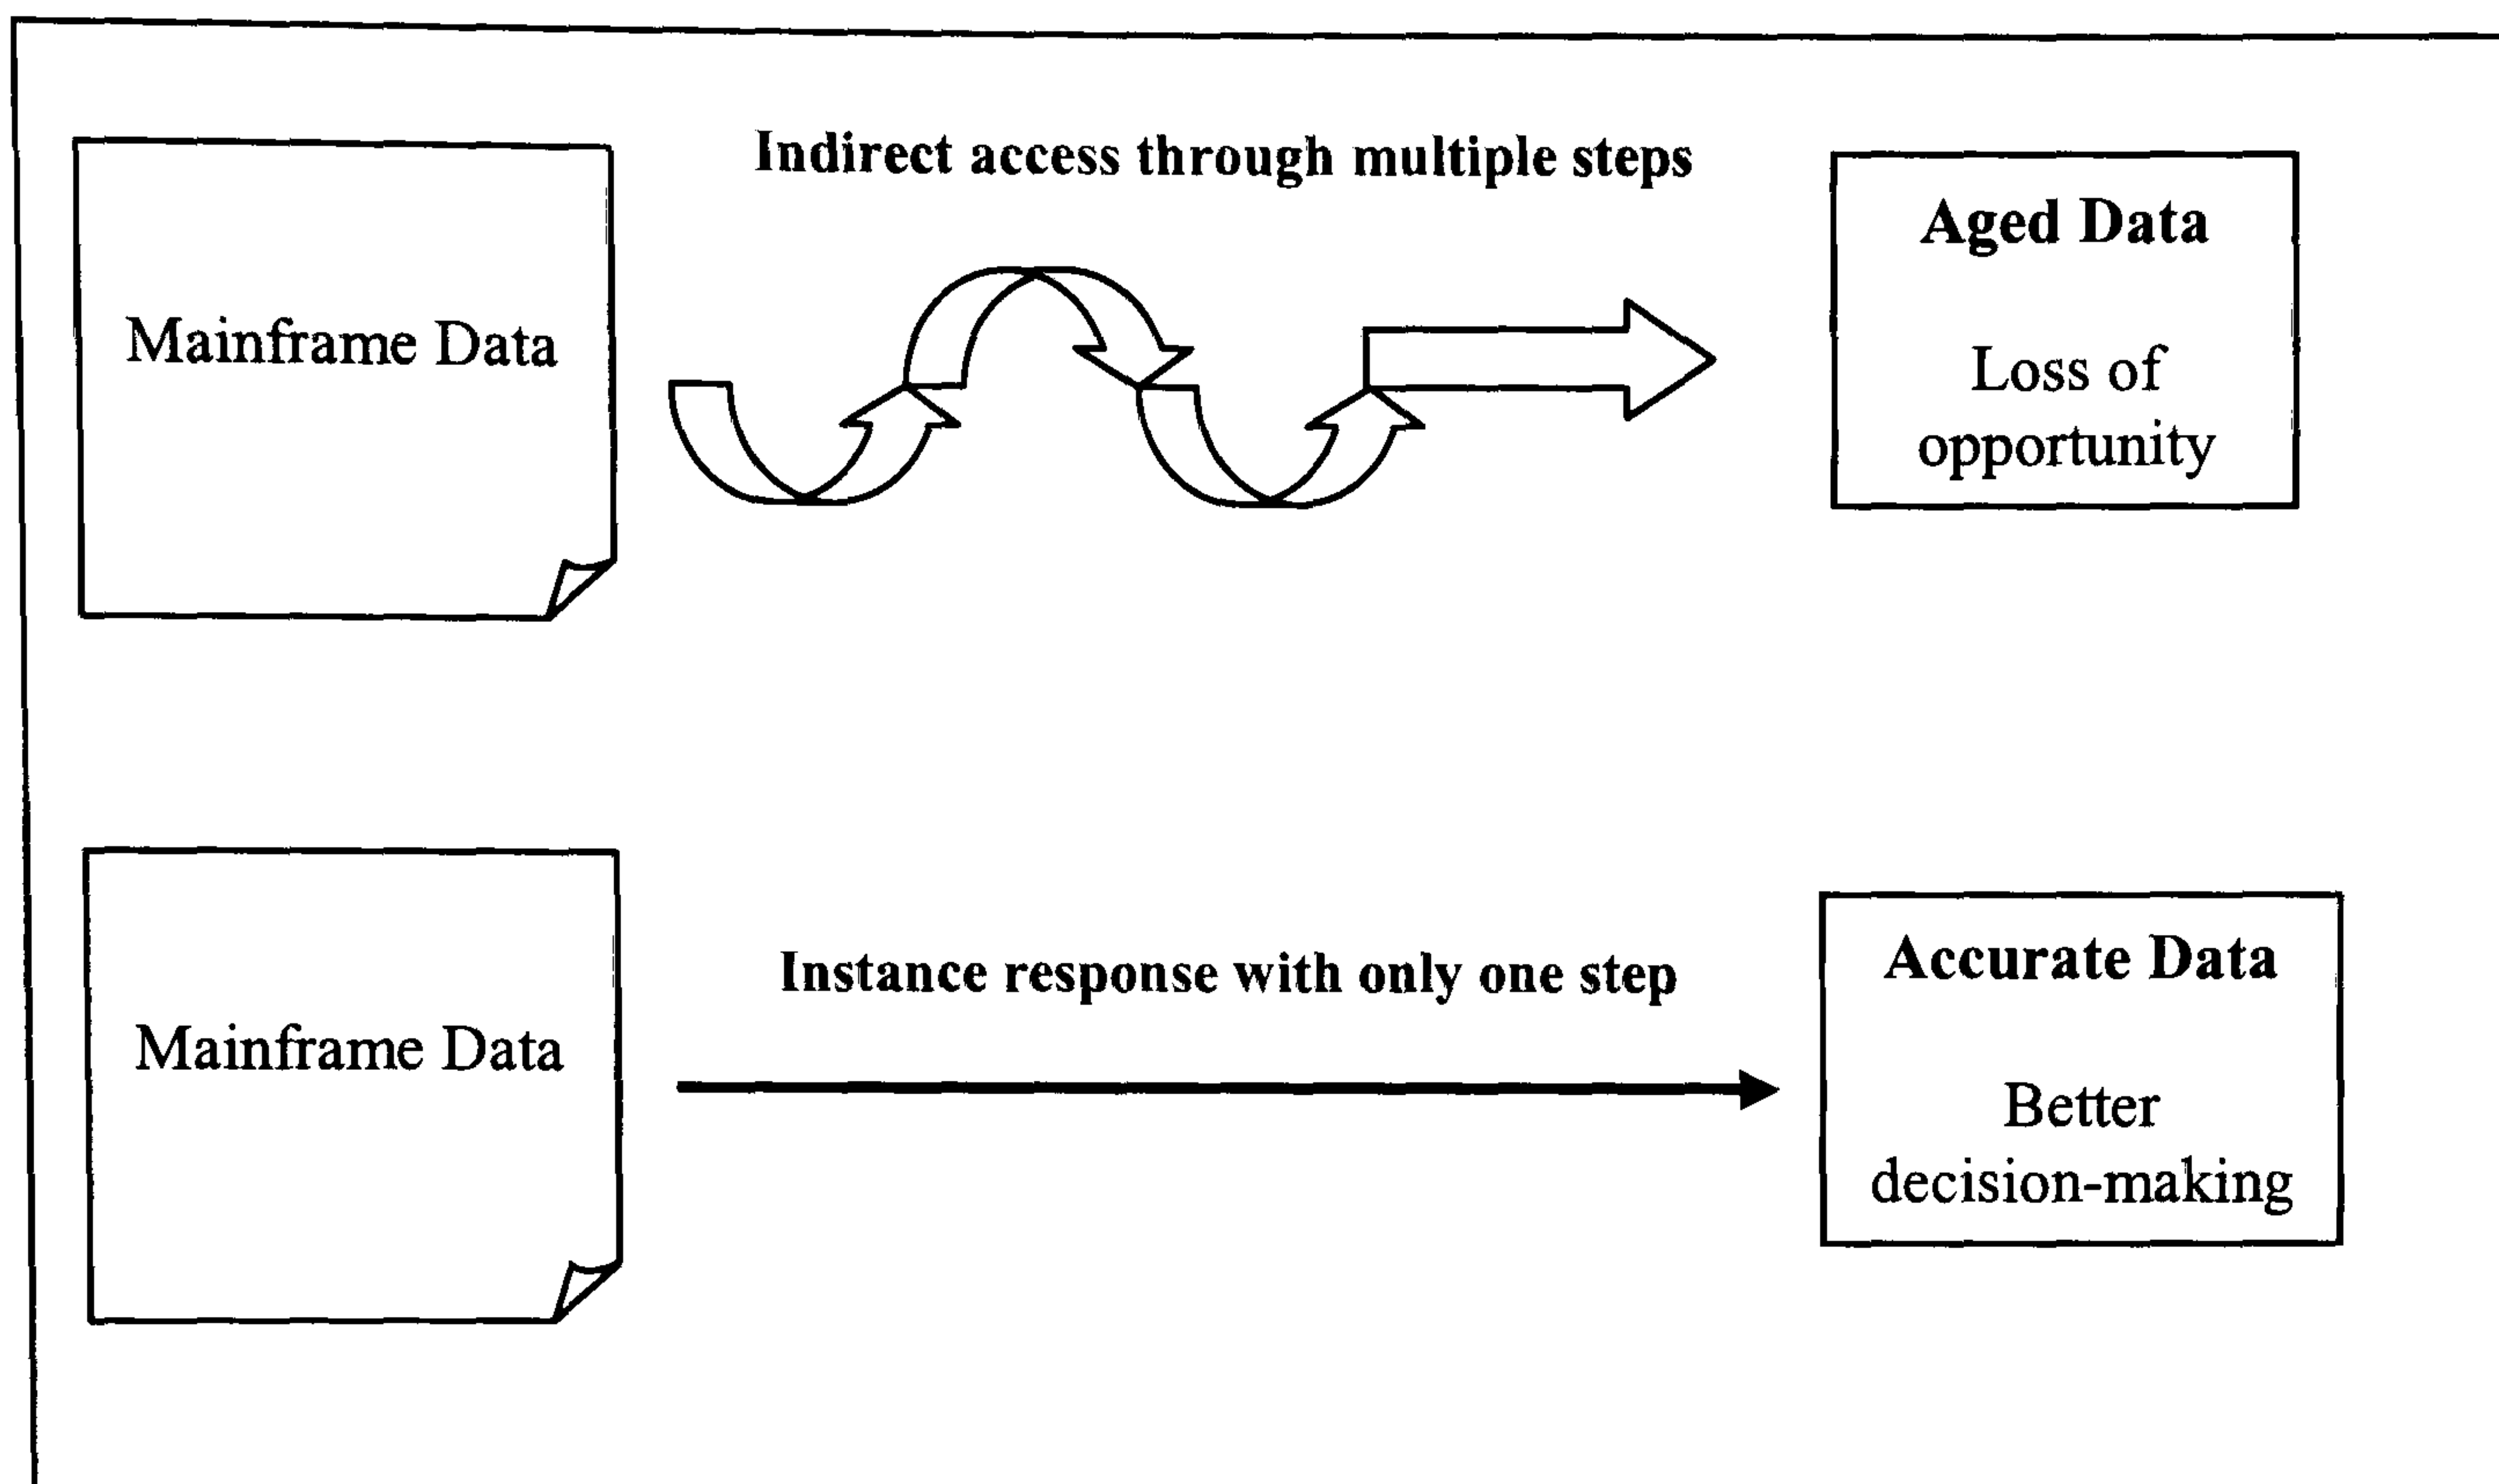 Indirect access through multiple steps
Mainframe Data
Aged Data
Loss of
opportunity
Instance response with only one step
Mainframe Data
Accurate Data
Better
decision-making